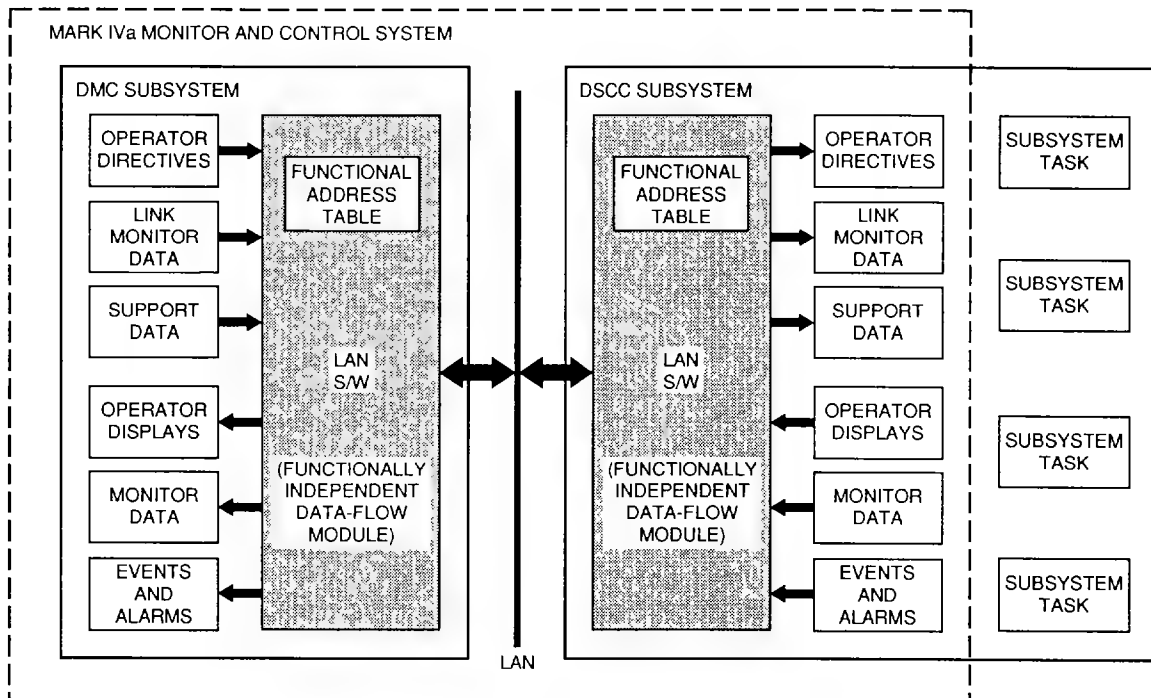 MARK IVa MONITOR AND CONTROL SYSTEM
DMC SUBSYSTEM
OPERATOR
DIRECTIVES
LINK
MONITOR
DATA
SUPPORT
DATA
OPERATOR
DISPLAYS
MONITOR
DATA
EVENTS
AND
ALARMS
FUNCTIONAL
ADDRESS
TABLE
LAN
S/W
(FUNCTIONALLY
INDEPENDENT
DATA-FLOW
MODULE)
LAN
DSCC SUBSYSTEM
FUNCTIONAL
ADDRESS
TABLE
LAN
S/W
(FUNCTIONALLY
INDEPENDENT
DATA-FLOW
MODULE)
OPERATOR
DIRECTIVES
LINK
MONITOR
DATA
SUPPORT
DATA
OPERATOR
DISPLAYS
MONITOR
DATA
EVENTS
AND
ALARMS
SUBSYSTEM
TASK
SUBSYSTEM
TASK
SUBSYSTEM
TASK
SUBSYSTEM
TASK